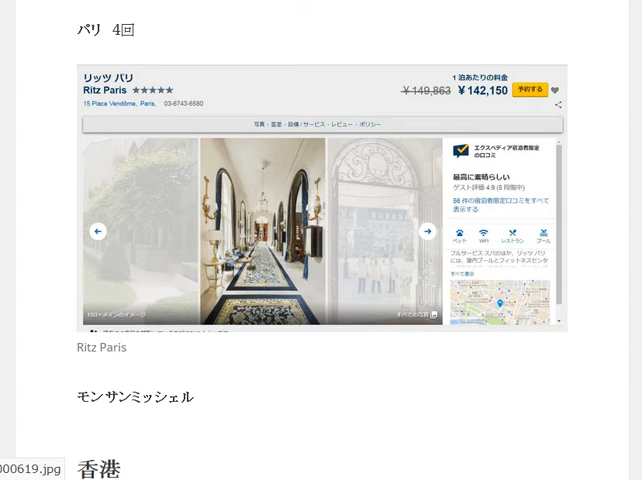 パリ 4回
リッツ パリ
Ritz Paris ★★★★★
15 Place Vendôme, Paris, 03-6743-6580
1 泊あたりの料金
￥149,863 ￥142,150 予約する
写真・客室・設備 / サービス・レビュー・ポリシー
エクスペディア宿泊者限定
の口コミ
最高に素晴らしい
ゲスト評価 4.9 (5 段階中)
56 件の宿泊者限定口コミをすべて
表示する
ペット WiFi レストラン プール
フルサービス スパのほか、リッツ パリ
には、屋内プールとフィットネスセンタ
すべて表示
100+メインのイメージ
すべての写真
Ritz Paris
モンサンミッシェル
000619.jpg
香港